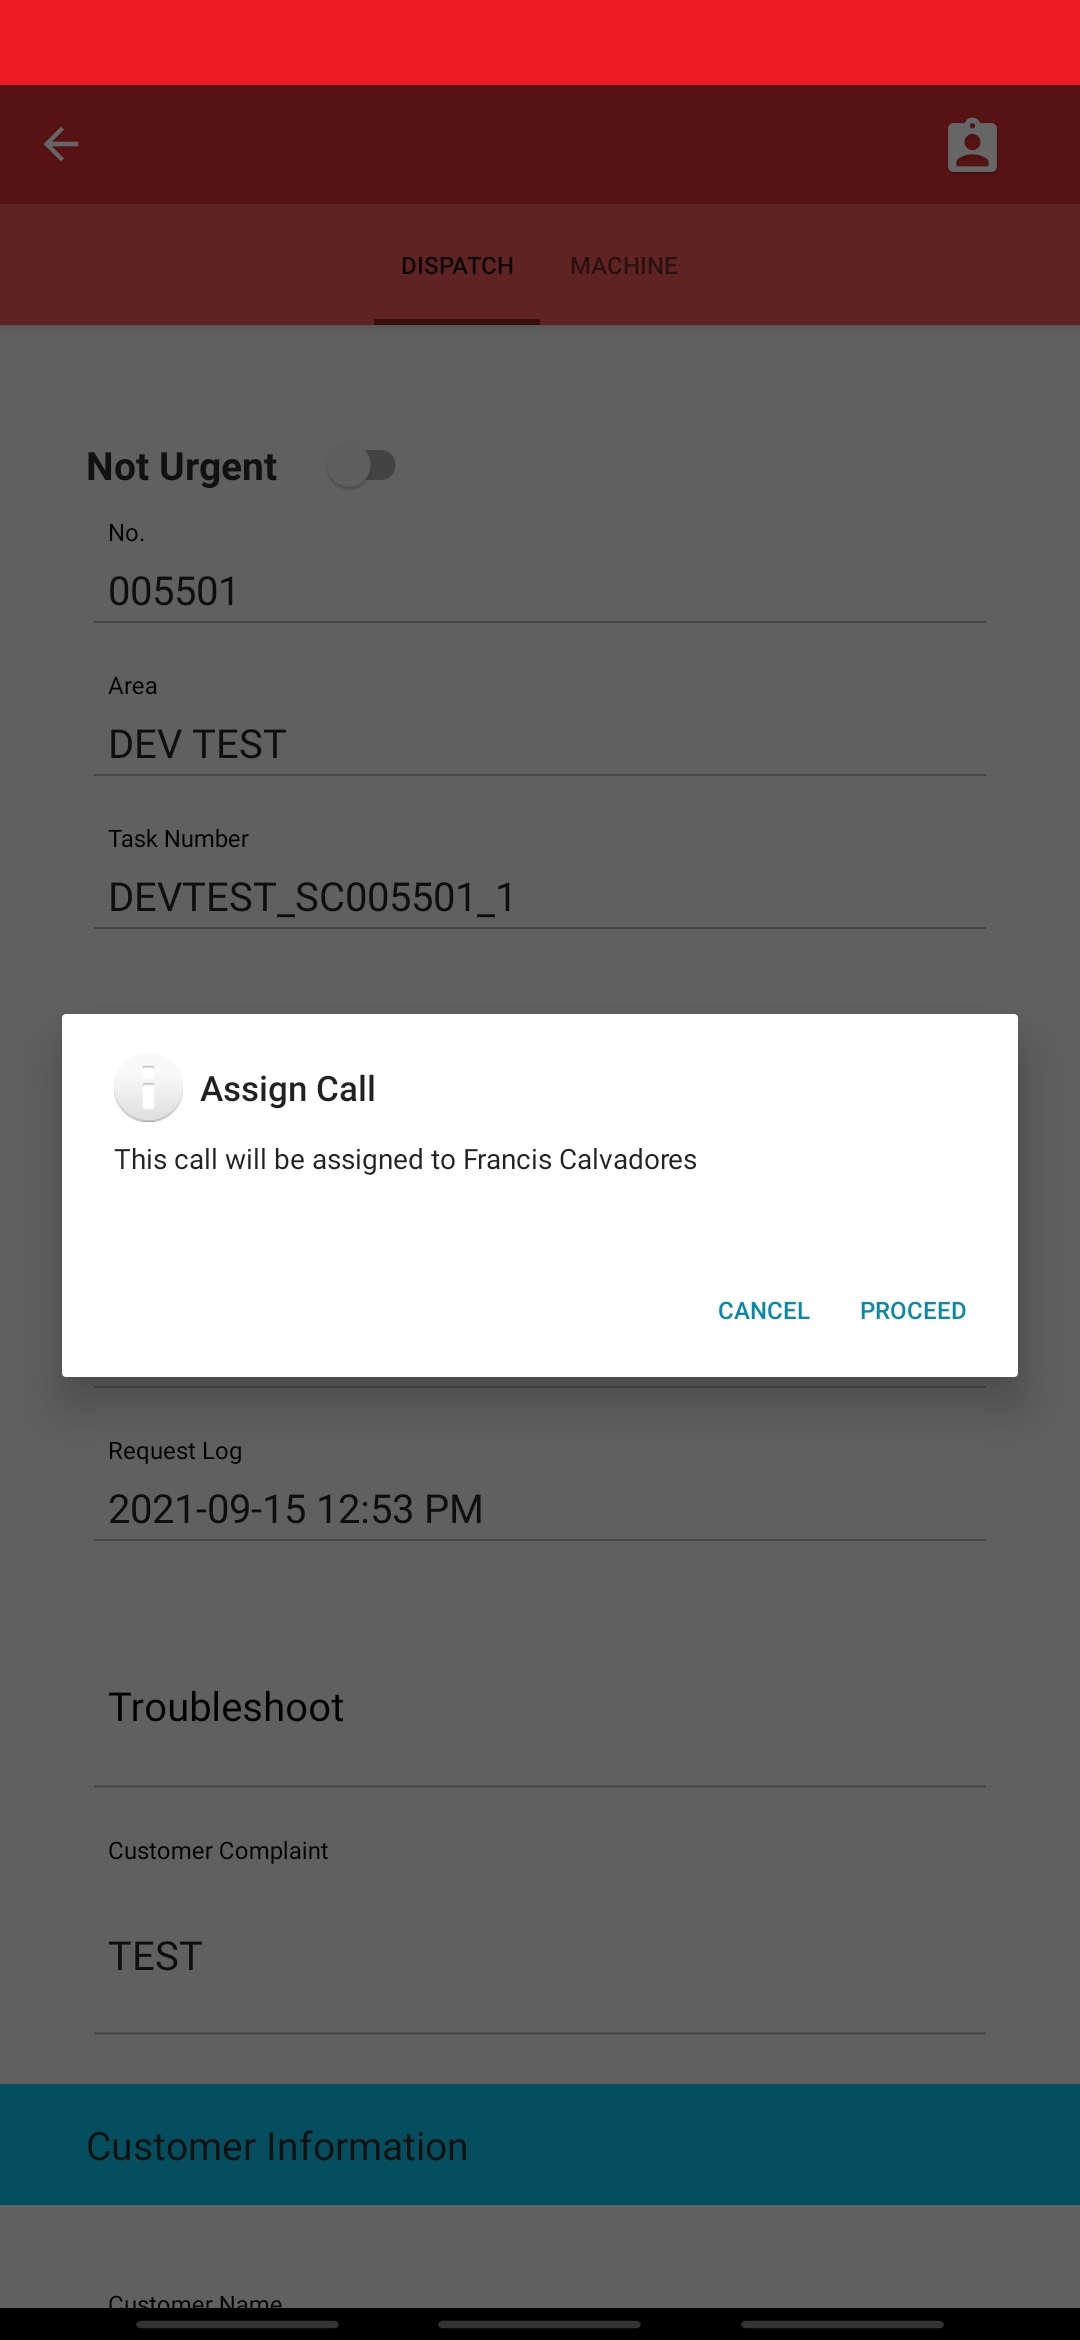 DISPATCH MACHINE
Not Urgent
No.
005501
Area
DEV TEST
Task Number
DEVTEST_SC005501_1
Assign Call
This call will be assigned to Francis Calvadores
CANCEL PROCEED
Request Log
2021-09-15 12:53 PM
Troubleshoot
Customer Complaint
TEST
Customer Information
Customer Name